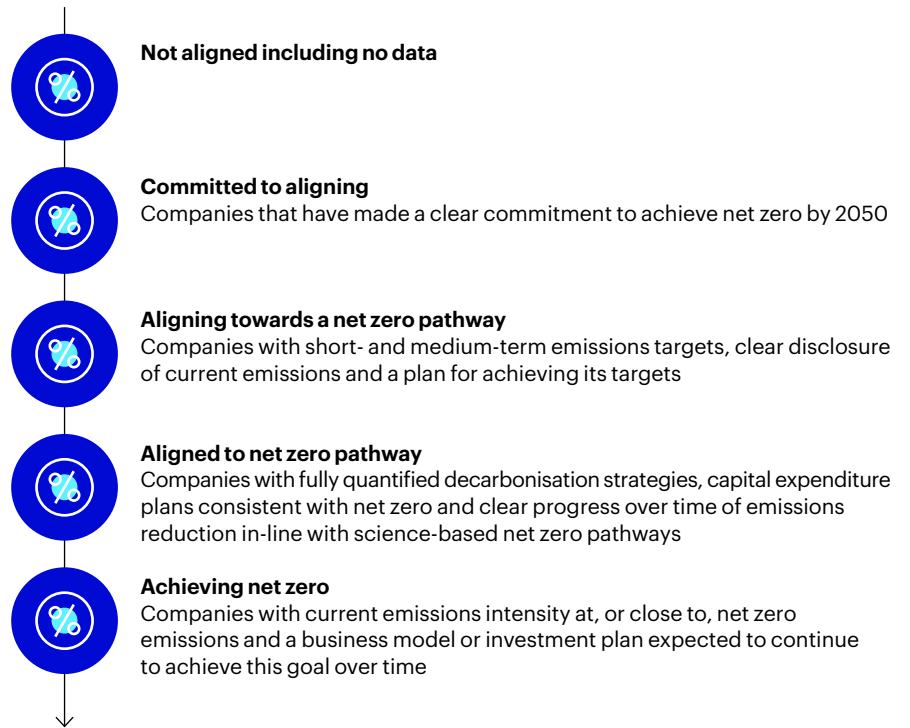 Not aligned including no data
Committed to aligning
Companies that have made a clear commitment to achieve net zero by 2050
Aligning towards a net zero pathway
Companies with short- and medium-term emissions targets, clear disclosure
of current emissions and a plan for achieving its targets
Aligned to net zero pathway
Companies with fully quantified decarbonisation strategies, capital expenditure
plans consistent with net zero and clear progress over time of emissions
reduction in-line with science-based net zero pathways
Achieving net zero
Companies with current emissions intensity at, or close to, net zero
emissions and a business model or investment plan expected to continue
to achieve this goal over time